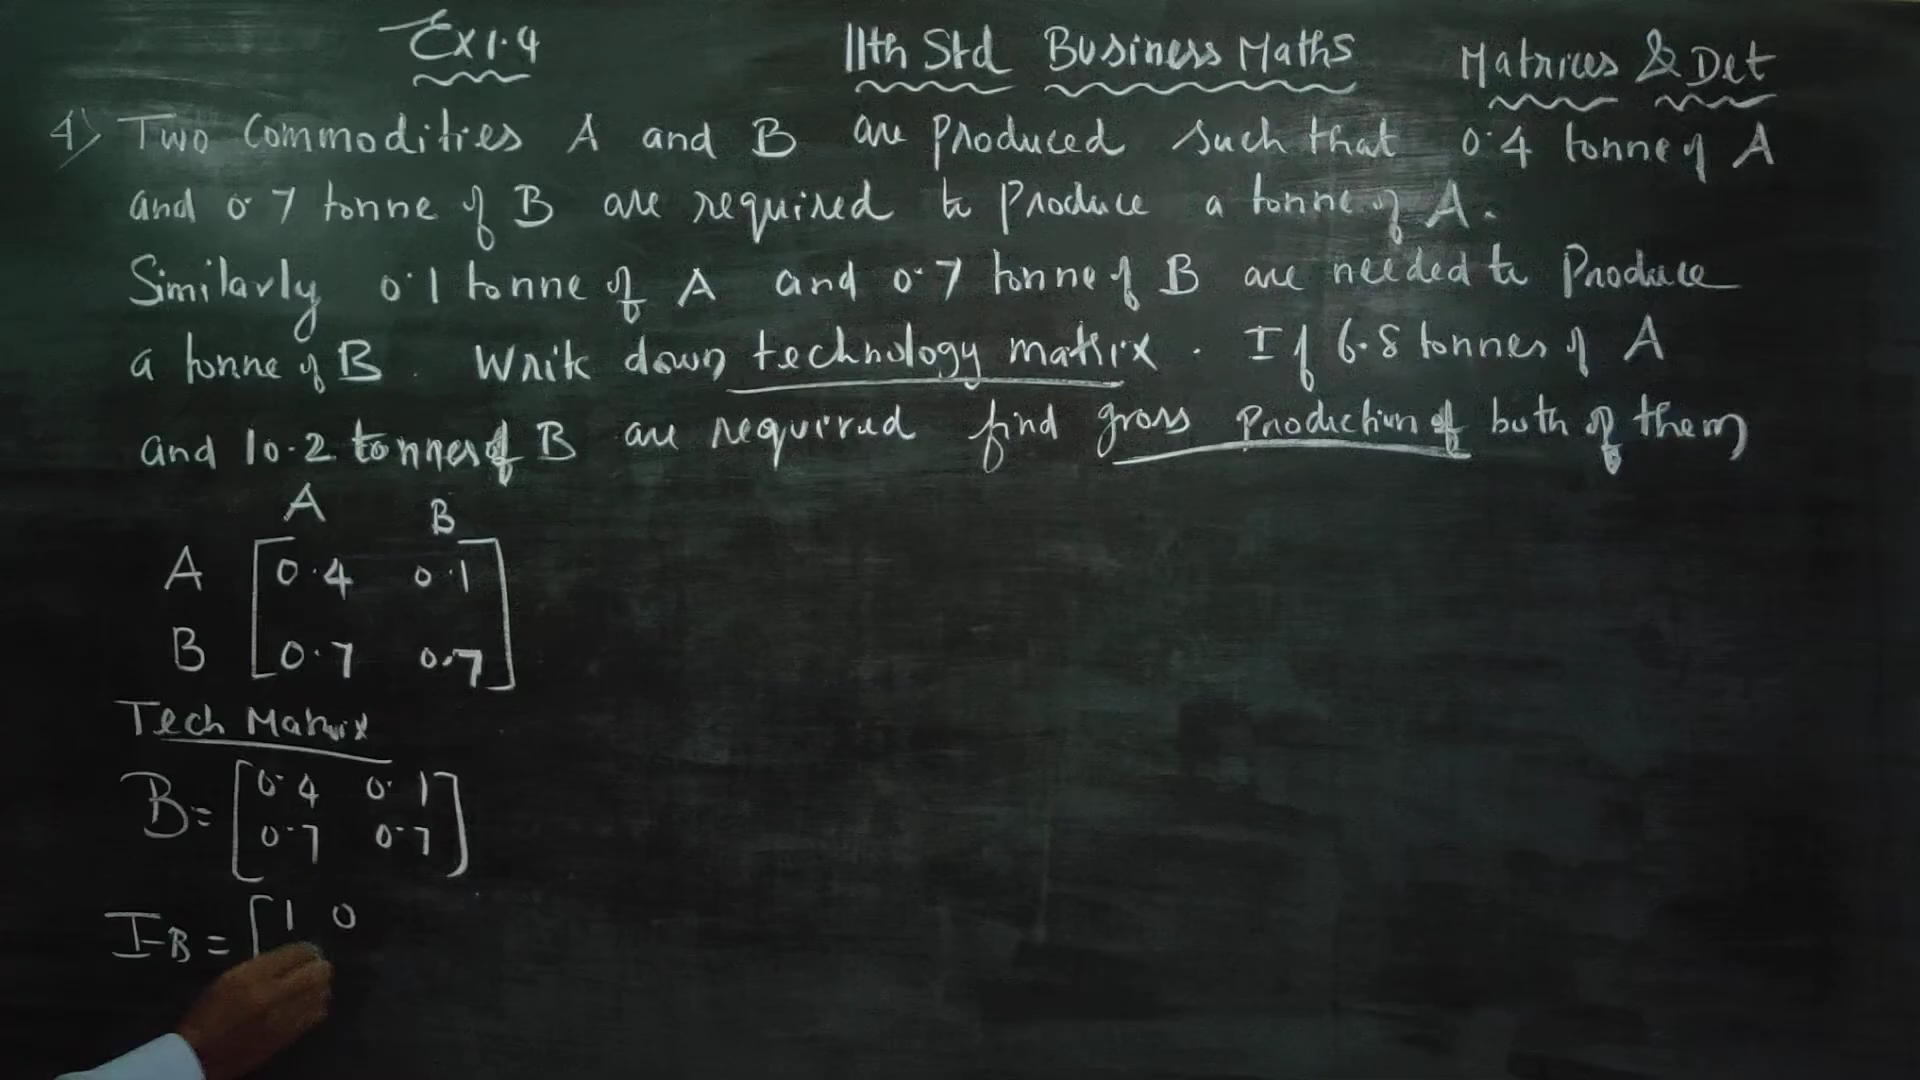 Ex 1.4 11th Std Business Maths Matrices & Det
4) Two Commodities A and B are Produced such that 0.4 tonne of A
and 0.7 tonne of B are required to Produce a tonne of A.
Similarly 0.1 tonne of A and 0.7 tonne of B are needed to Produce
a tonne of B. Write down technology matrix. If 6.8 tonnes of A
and 10.2 tonnes of B are required find gross Production of both of them
A B
A 0.4 0.1
B 0.7 0.7
Tech Matrix
B = [0.4 0.1
0.7 0.7]
I-B = [1 0